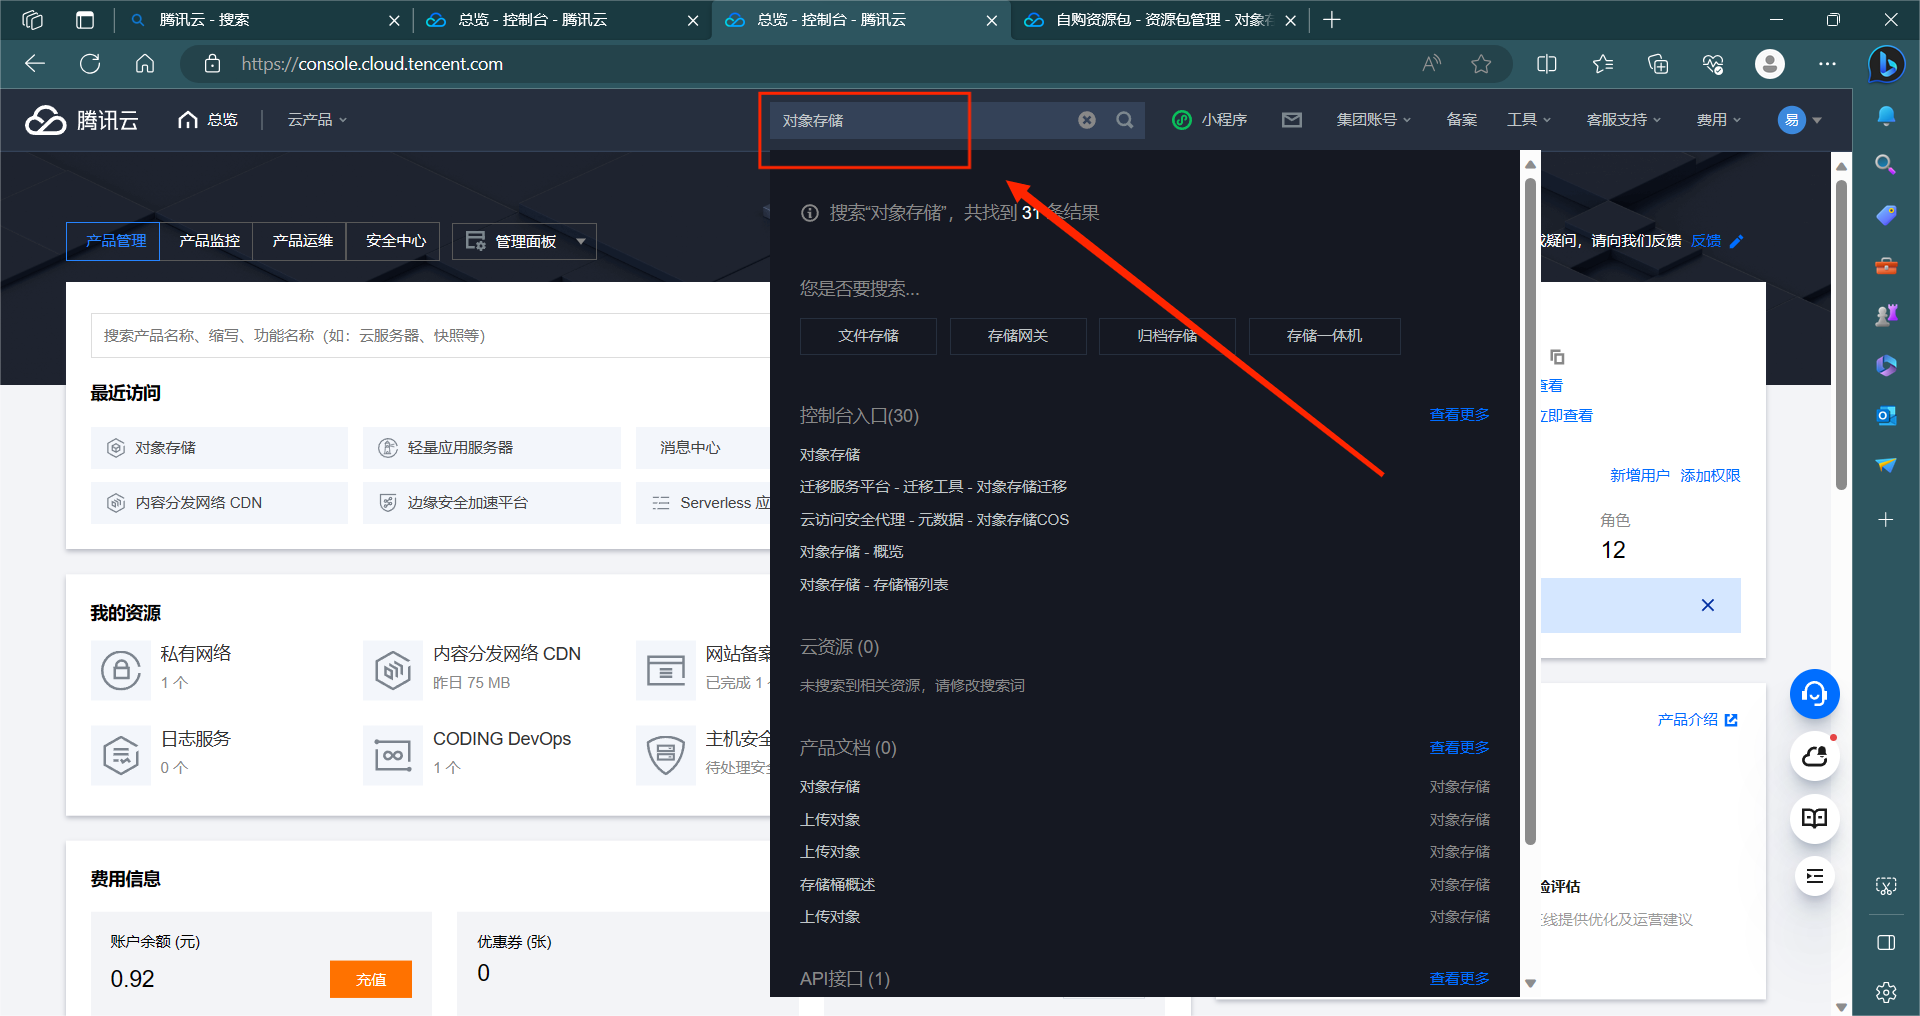 腾讯云 - 搜索
总览 - 控制台 - 腾讯云
总览 - 控制台 - 腾讯云
自购资源包 - 资源包管理 - 对象存
https://console.cloud.tencent.com
腾讯云
总览
云产品
对象存储
小程序
集团账号
备案
工具
客服支持
费用
易
产品管理
产品监控
产品运维
安全中心
管理面板
疑问，请向我们反馈 反馈
搜索产品名称、缩写、功能名称（如：云服务器、快照等）
最近访问
对象存储
轻量应用服务器
消息中心
内容分发网络 CDN
边缘安全加速平台
Serverless 应
我的资源
私有网络
1 个
内容分发网络 CDN
昨日 75 MB
网站备案
已完成 1
日志服务
0 个
CODING DevOps
1 个
主机安全
待处理安
费用信息
账户余额 (元)
0.92
充值
优惠券 (张)
0
搜索“对象存储”，共找到 31 条结果
您是否要搜索...
文件存储
存储网关
归档存储
存储一体机
控制台入口(30)
查看更多
对象存储
迁移服务平台 - 迁移工具 - 对象存储迁移
云访问安全代理 - 元数据 - 对象存储COS
对象存储 - 概览
对象存储 - 存储桶列表
云资源 (0)
未搜索到相关资源，请修改搜索词
产品文档 (0)
查看更多
对象存储
对象存储
上传对象
对象存储
上传对象
对象存储
存储桶概述
对象存储
上传对象
对象存储
API接口 (1)
查看更多
查看
立即查看
新增用户 添加权限
角色
12
产品介绍
险评估
线提供优化及运营建议